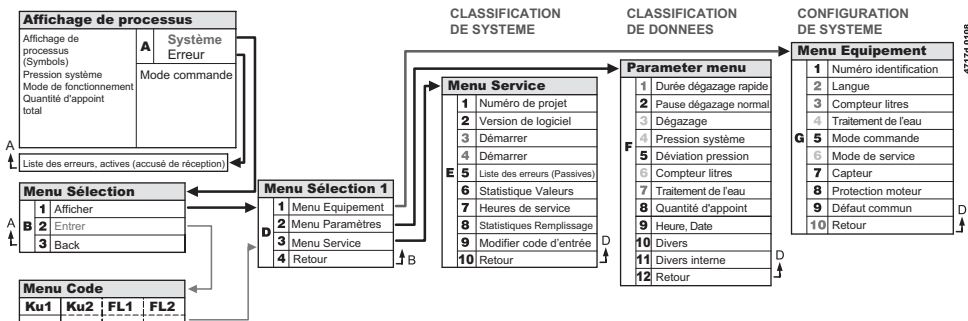 Affichage de processus
Affichage de
processus
(Symbols)
Pression système
Mode de fonctionnement
Quantité d'appoint
total
A
Système
Erreur
Mode commande
A
Liste des erreurs, actives (accusé de réception)
Menu Sélection
B
1 Afficher
2 Entrer
3 Back
A
Menu Code
Ku1 Ku2 FL1 FL2
Menu Sélection 1
D
1 Menu Equipement
2 Menu Paramètres
3 Menu Service
4 Retour
B
CLASSIFICATION
DE SYSTEME
Menu Service
E
1 Numéro de projet
2 Version de logiciel
3 Démarrer
4 Démarrer
5 Liste des erreurs (Passives)
6 Statistique Valeurs
7 Heures de service
8 Statistiques Remplissage
9 Modifier code d'entrée
10 Retour
D
CLASSIFICATION
DE DONNEES
Parameter menu
F
1 Durée dégazage rapide
2 Pause dégazage normal
3 Dégazage
4 Pression système
5 Déviation pression
6 Compteur litres
7 Traitement de l'eau
8 Quantité d'appoint
9 Heure, Date
10 Divers
11 Divers interne
12 Retour
D
CONFIGURATION
DE SYSTEME
Menu Equipement
G
1 Numéro identification
2 Langue
3 Compteur litres
4 Traitement de l'eau
5 Mode commande
6 Mode de service
7 Capteur
8 Protection moteur
9 Défaut commun
10 Retour
D
47174.0108